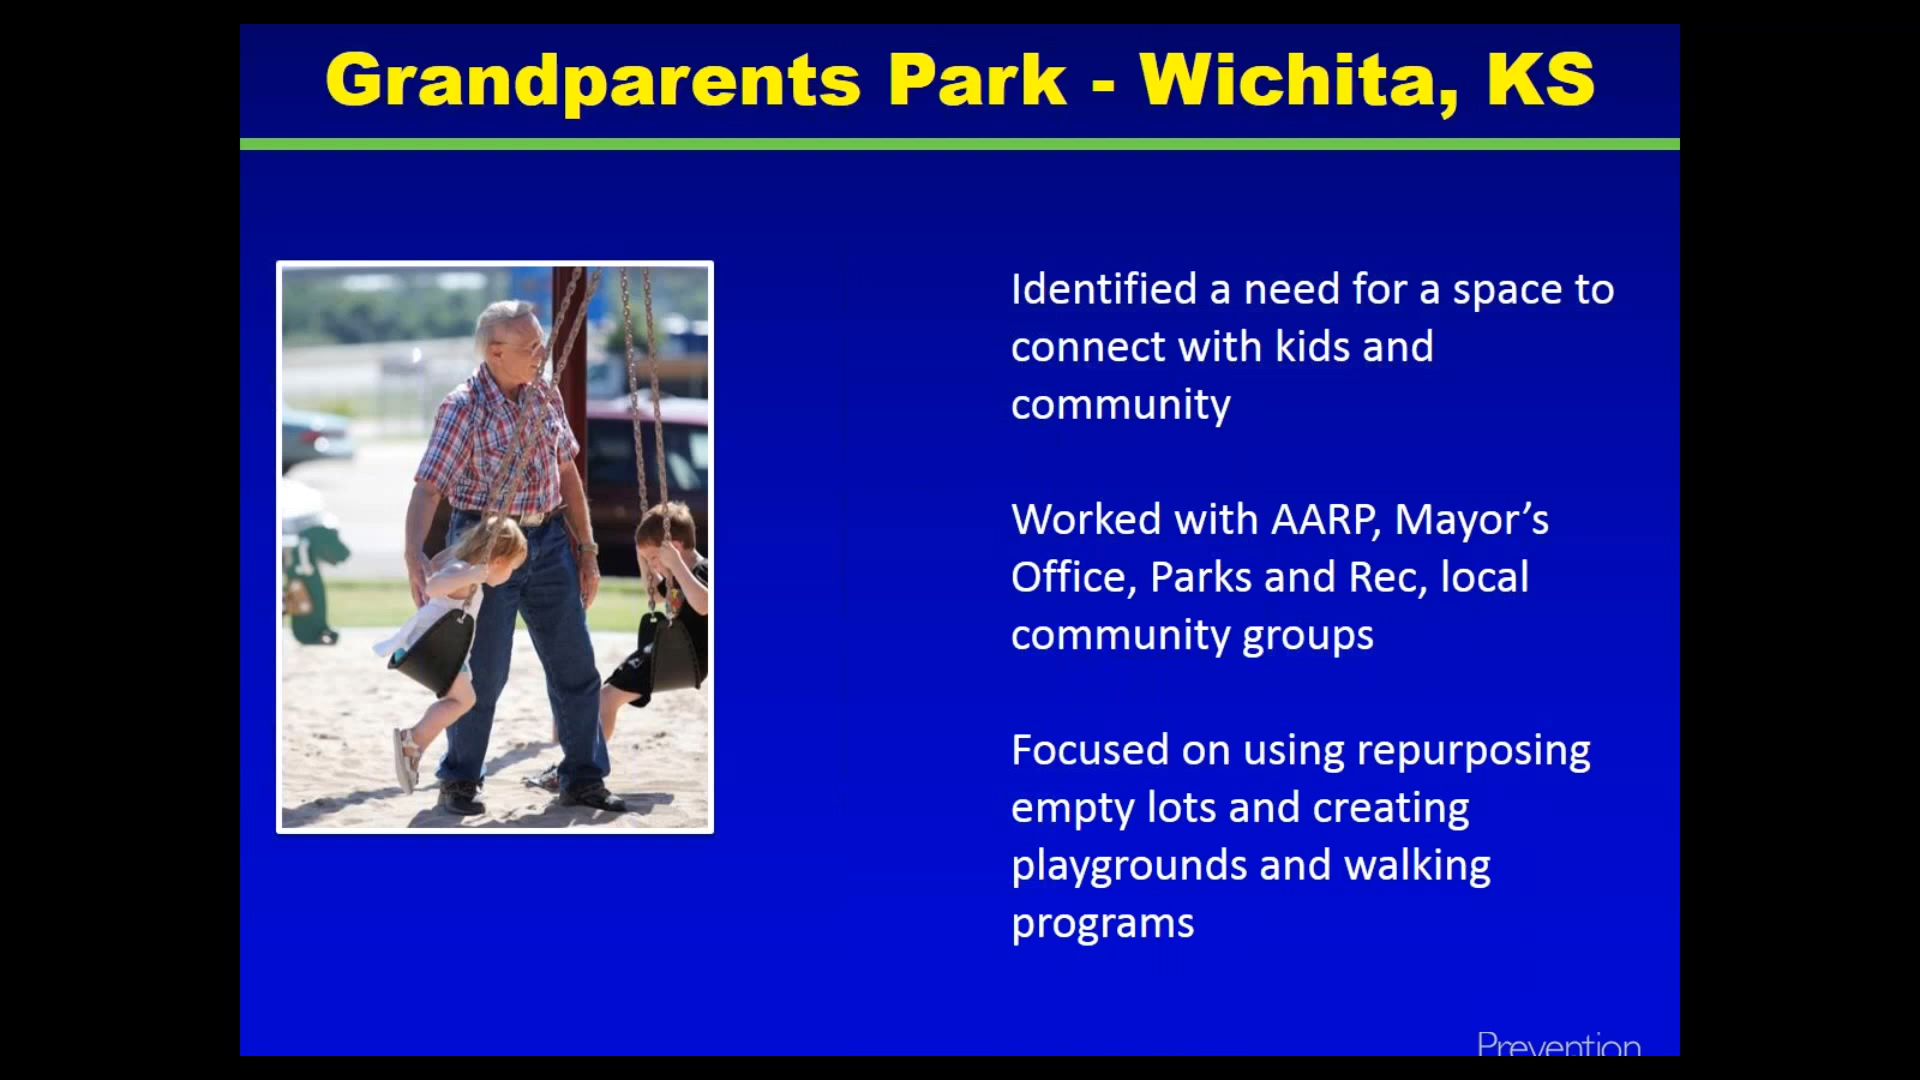 Grandparents Park - Wichita, KS
Identified a need for a space to
connect with kids and
community
Worked with AARP, Mayor’s
Office, Parks and Rec, local
community groups
Focused on using repurposing
empty lots and creating
playgrounds and walking
programs
Prevention